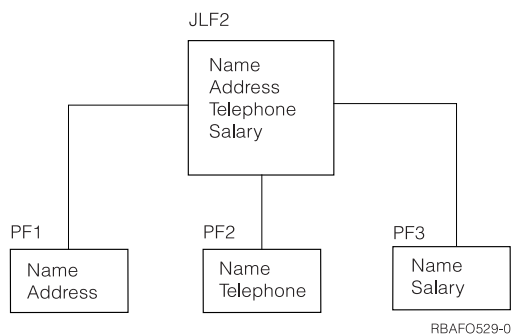 JLF2
Name
Address
Telephone
Salary
PF1
Name
Address
PF2
Name
Telephone
PF3
Name
Salary
RBAFO529-0